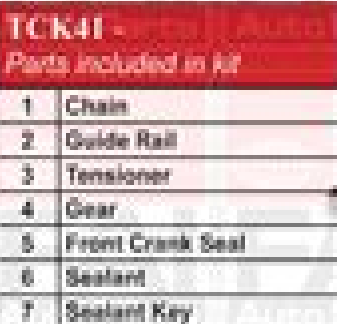 TCK41 -
Parts included in kit
1 Chain
2 Guide Rail
3 Tensioner
4 Gear
5 Front Crank Seal
6 Sealant
7 Sealant Key